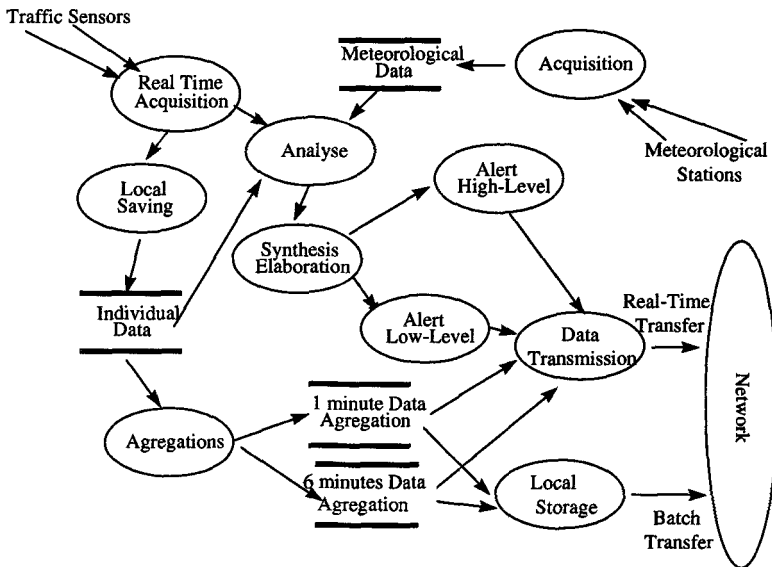 Traffic Sensors
Real Time
Acquisition
Meteorological
Data
Acquisition
Meteorological
Stations
Analyse
Local
Saving
Alert
High-Level
Synthesis
Elaboration
Individual
Data
Alert
Low-Level
Data
Transmission
Real-Time
Transfer
Network
Agregations
1 minute Data
Agregation
6 minutes Data
Agregation
Local
Storage
Batch
Transfer